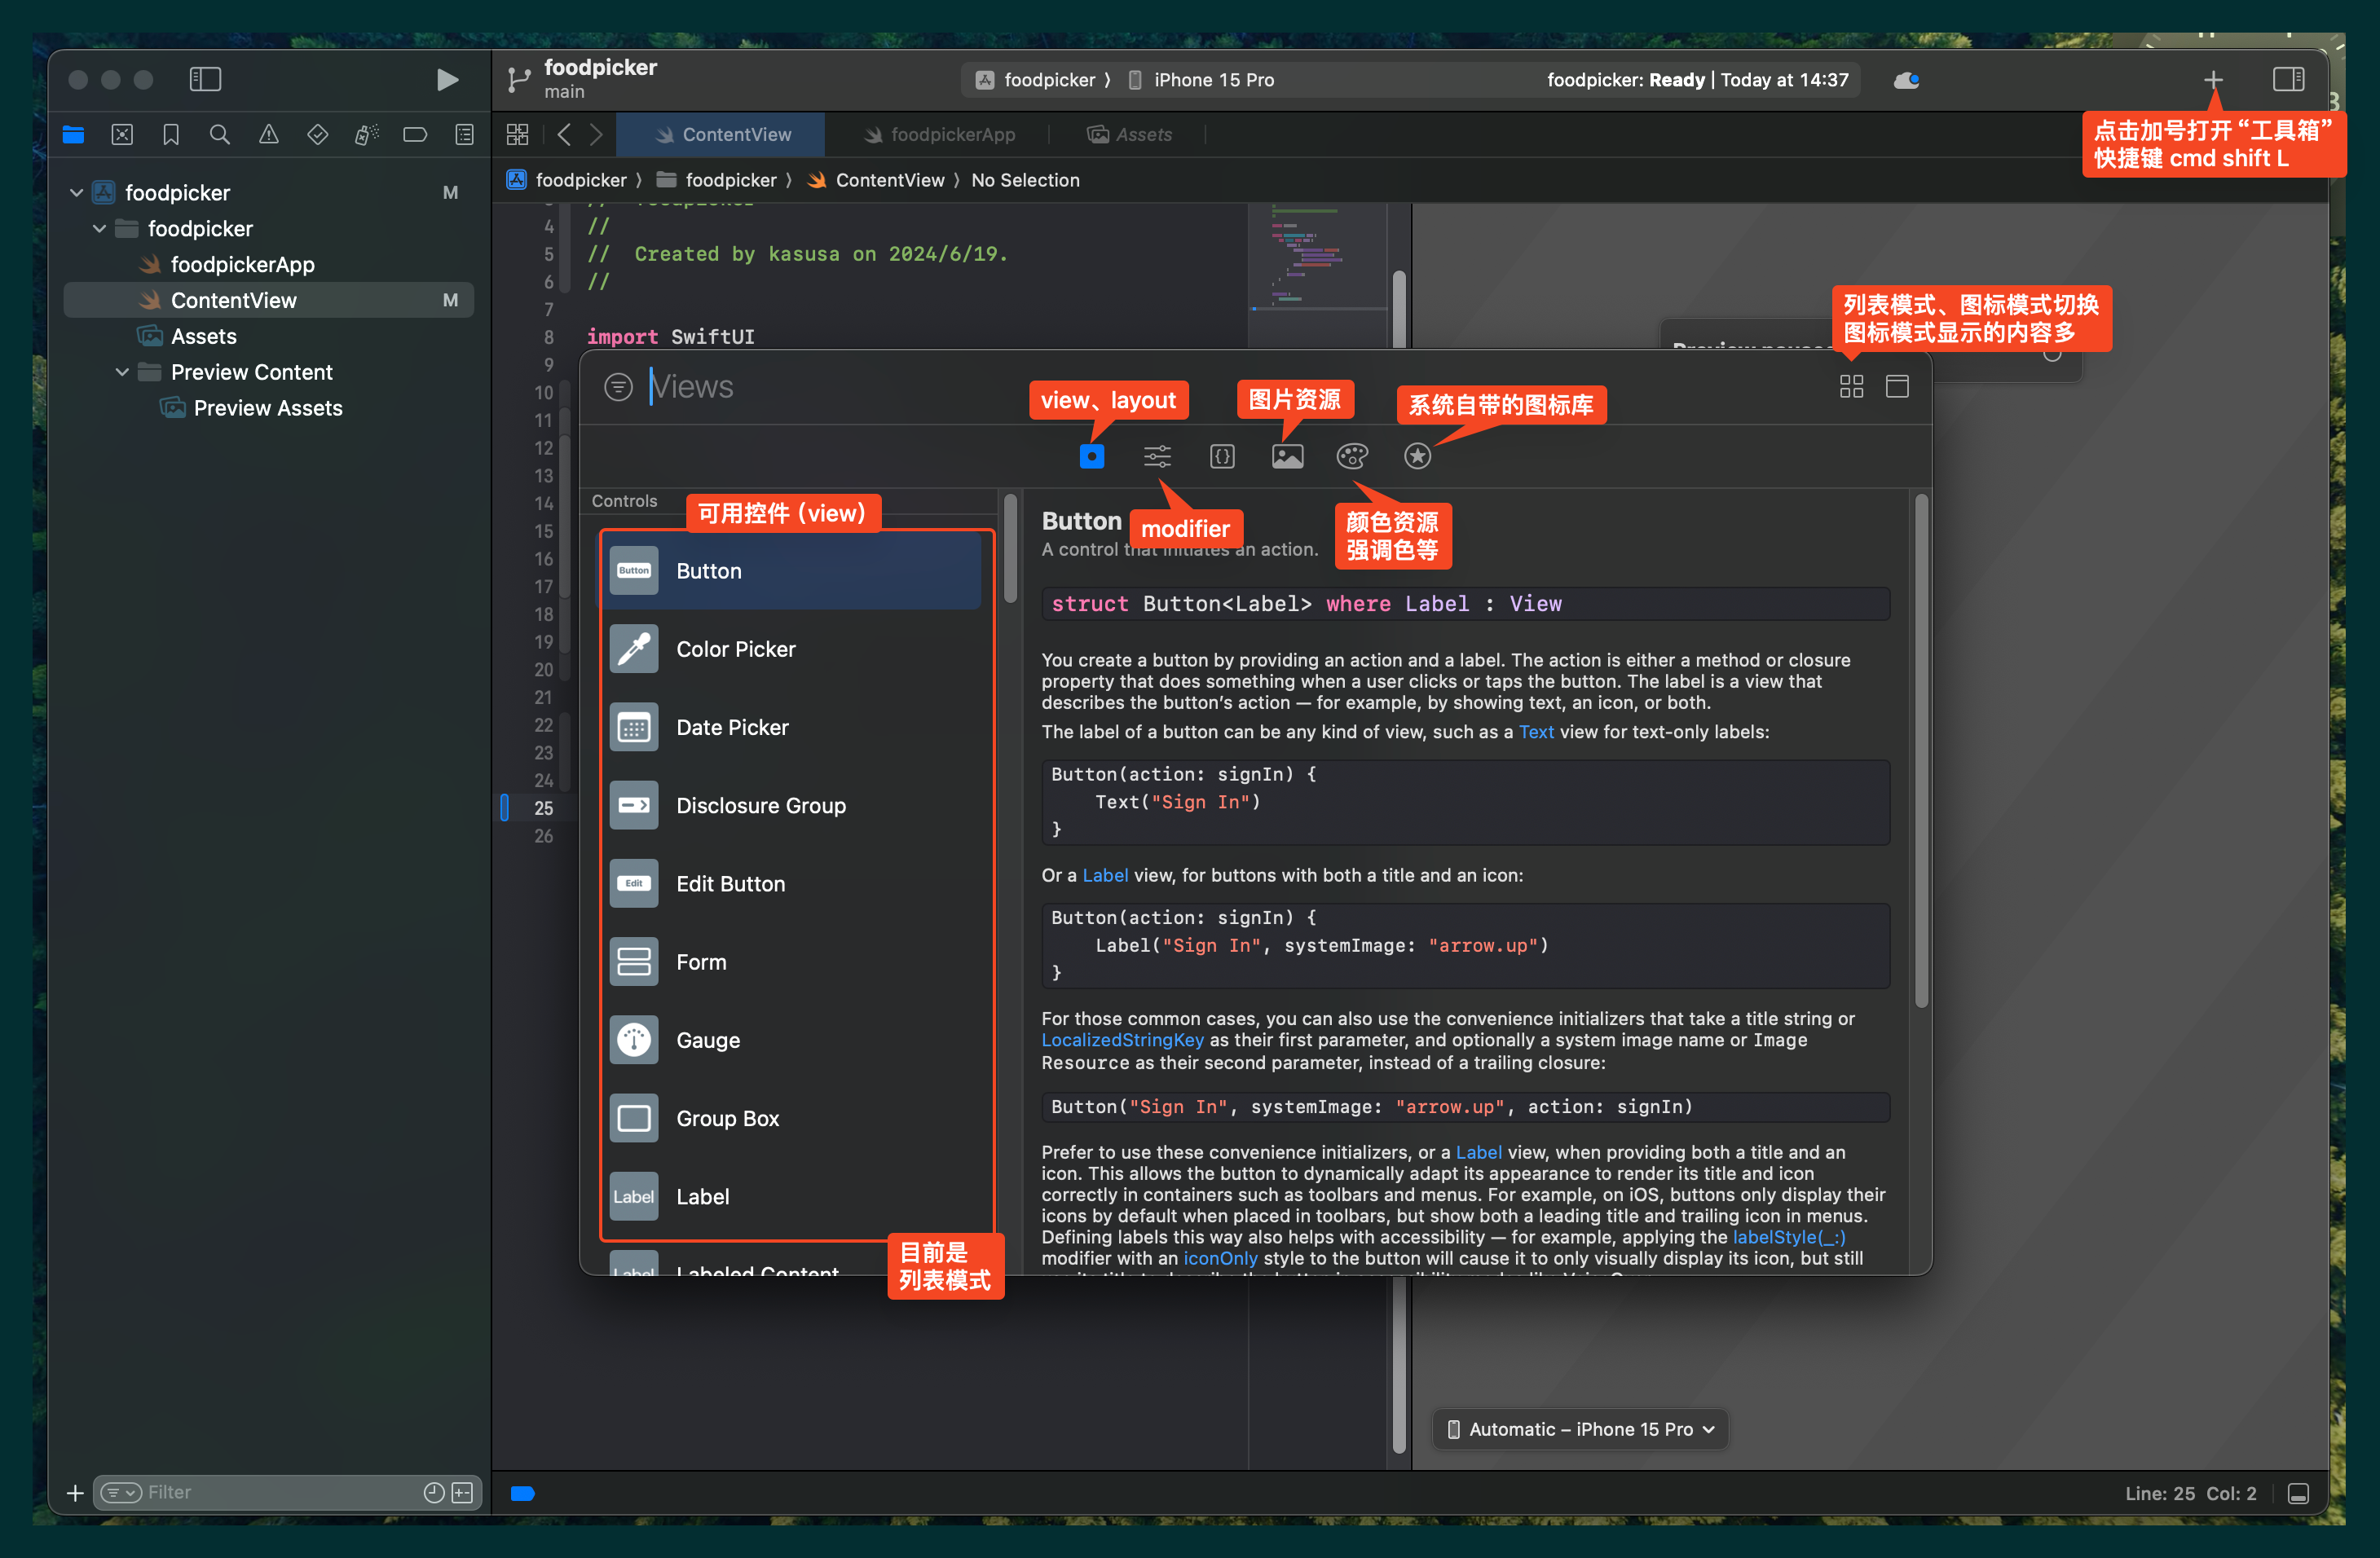 foodpicker
main
foodpicker 〉 iPhone 15 Pro
foodpicker: Ready | Today at 14:37
点击加号打开“工具箱”
快捷键 cmd shift L
ContentView
foodpickerApp
Assets
foodpicker 〉 foodpicker 〉 ContentView 〉 No Selection
foodpicker M
foodpicker
foodpickerApp
ContentView M
Assets
Preview Content
Preview Assets
4 //
5 //  Created by kasusa on 2024/6/19.
6 //
7
8 import SwiftUI
9
10
11
12
13
14
15
16
17
18
19
20
21
22
23
24
25
26
列表模式、图标模式切换
图标模式显示的内容多
Views
view、layout
图片资源
系统自带的图标库
modifier
颜色资源
强调色等
Controls
可用控件（view）
Button
Button
Color Picker
Date Picker
Disclosure Group
Edit
Edit Button
Form
Gauge
Group Box
Label
Label
Label
Labeled Content
目前是
列表模式
Button
A control that initiates an action.
struct Button<Label> where Label : View
You create a button by providing an action and a label. The action is either a method or closure
property that does something when a user clicks or taps the button. The label is a view that
describes the button’s action — for example, by showing text, an icon, or both.
The label of a button can be any kind of view, such as a Text view for text-only labels:
Button(action: signIn) {
    Text("Sign In")
}
Or a Label view, for buttons with both a title and an icon:
Button(action: signIn) {
    Label("Sign In", systemImage: "arrow.up")
}
For those common cases, you can also use the convenience initializers that take a title string or
LocalizedStringKey as their first parameter, and optionally a system image name or Image
Resource as their second parameter, instead of a trailing closure:
Button("Sign In", systemImage: "arrow.up", action: signIn)
Prefer to use these convenience initializers, or a Label view, when providing both a title and an
icon. This allows the button to dynamically adapt its appearance to render its title and icon
correctly in containers such as toolbars and menus. For example, on iOS, buttons only display their
icons by default when placed in toolbars, but show both a leading title and trailing icon in menus.
Defining labels this way also helps with accessibility — for example, applying the labelStyle(_:)
modifier with an iconOnly style to the button will cause it to only visually display its icon, but still
Automatic – iPhone 15 Pro
Filter
Line: 25 Col: 2